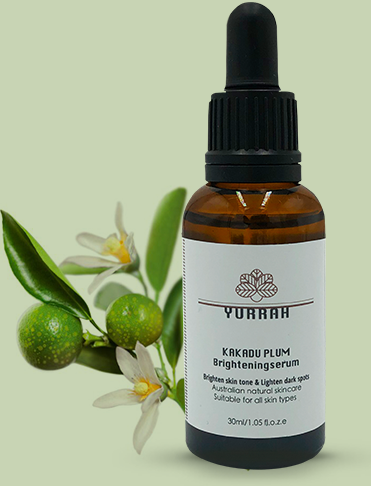 YURRAH
KAKADU PLUM
Brighteningserum
Brighten skin tone & Lighten dark spots
Australian natural skincare
Suitable for all skin types
30ml/1.05 fl.o.z.e